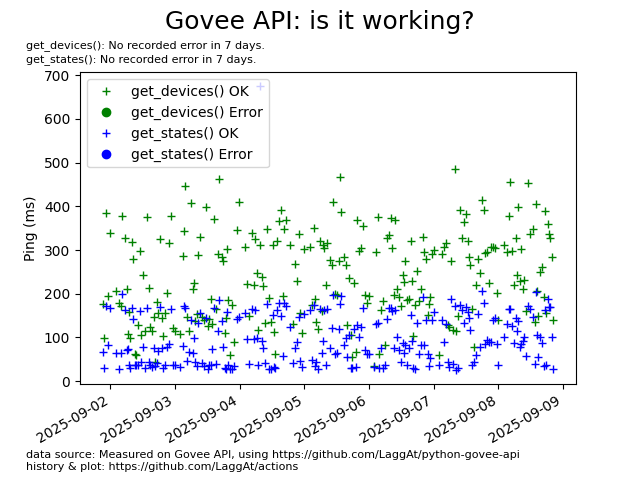 Govee API: is it working?
get_devices(): No recorded error in 7 days.
get_states(): No recorded error in 7 days.
700
600
500
400
300
200
100
0
Ping (ms)
get_devices() OK
get_devices() Error
get_states() OK
get_states() Error
2025-09-02
2025-09-03
2025-09-04
2025-09-05
2025-09-06
2025-09-07
2025-09-08
2025-09-09
data source: Measured on Govee API, using https://github.com/LaggAt/python-govee-api
history & plot: https://github.com/LaggAt/actions